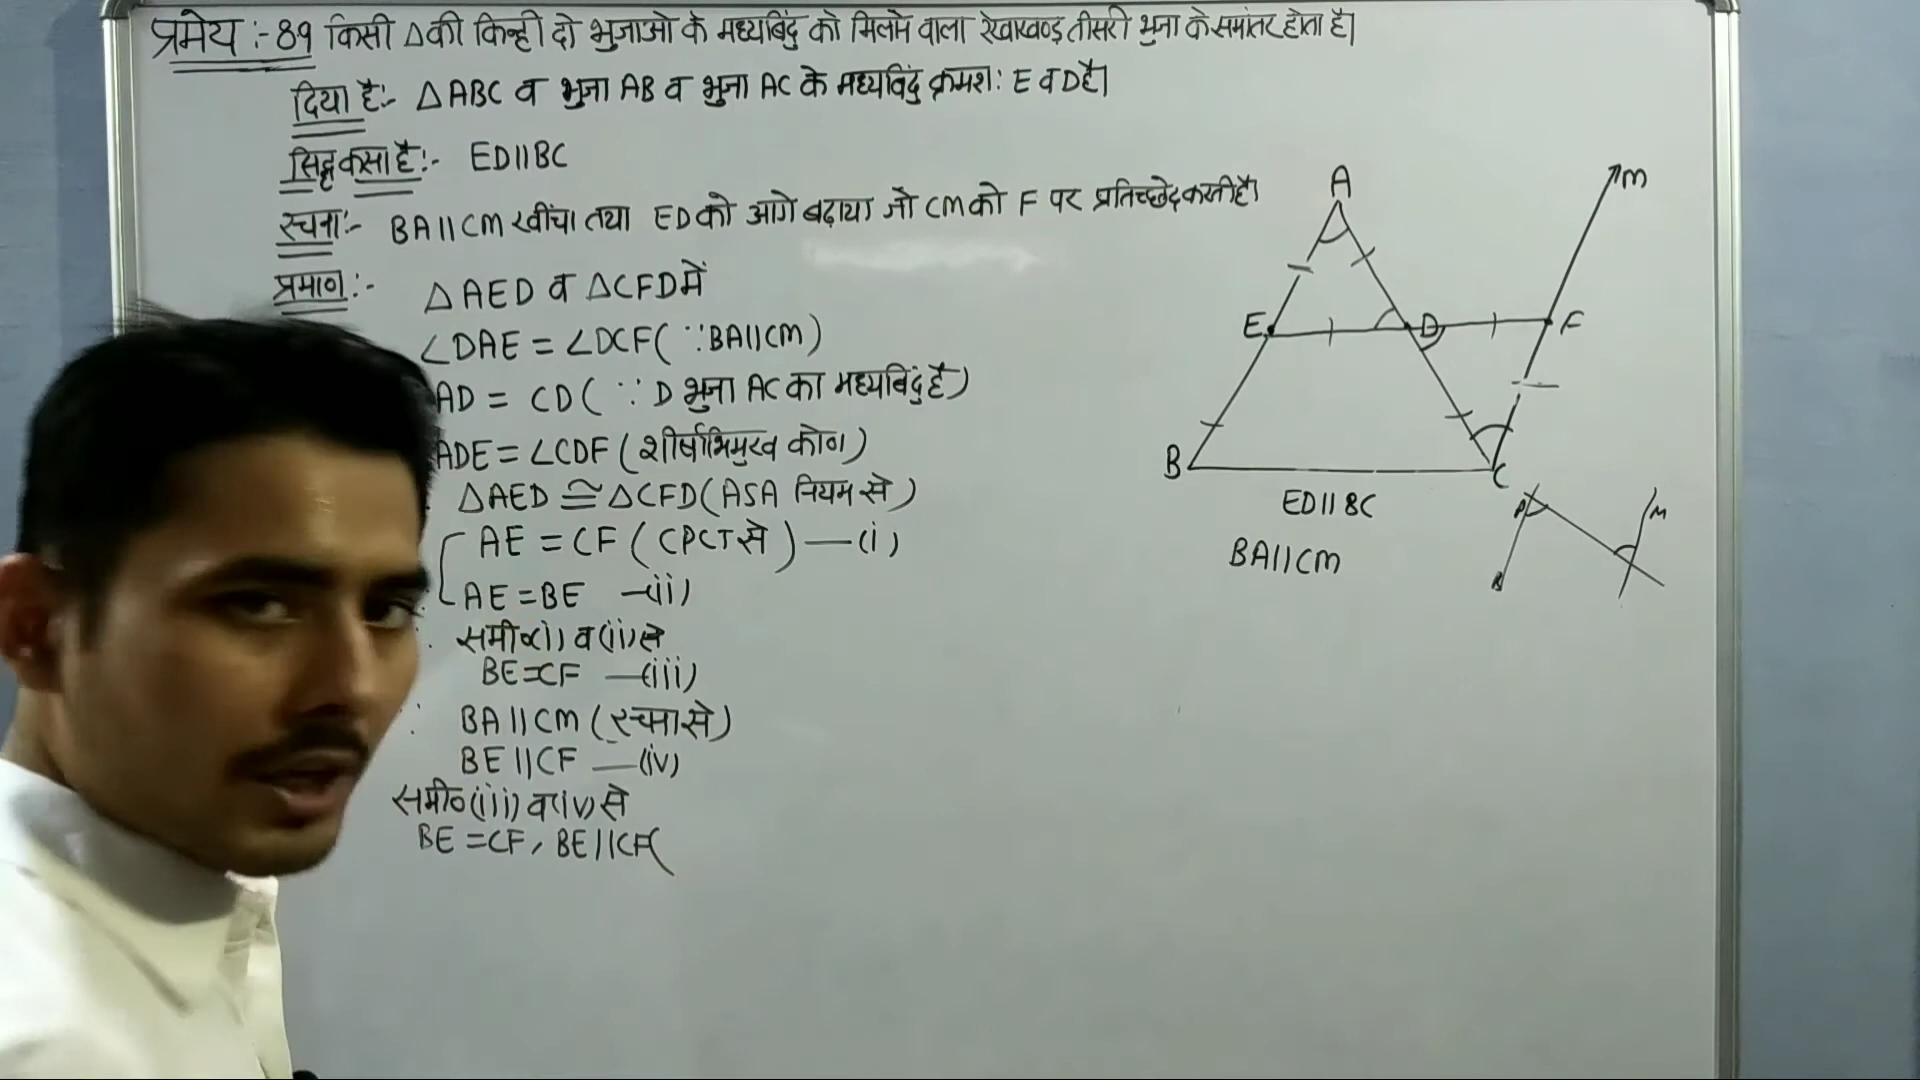 प्रमेय :- 8.9 किसी △ की किन्ही दो भुजाओ के मध्यबिंदु को मिलाने वाला रेखाखण्ड तीसरी भुजा के समांतर होता है।
दिया है:- △ABC व भुजा AB व भुजा AC के मध्यबिंदु क्रमश: E व D है।
सिद्ध करना है:- ED||BC
रचना:- BA||CM खींचा तथा ED को आगे बढ़ाया जो CM को F पर प्रतिच्छेद करती है।
प्रमाण:- △AED व △CFD में
∠DAE = ∠DCF( ∵BA||CM)
AD = CD( ∵ D भुजा AC का मध्यबिंदु है)
ADE = ∠CDF (शीर्षाभिमुख कोण)
△AED ≅ △CFD(ASA नियम से)
AE = CF (CPCT से) —(i)
AE = BE —(ii)
समी०(i) व (ii) से
BE=CF —(iii)
BA||CM (रचना से)
BE||CF —(iv)
समी०(iii) व (iv) से
BE =CF, BE||CF(
A
M
E
D
F
B
C
ED||BC
BA||CM
A
M
B